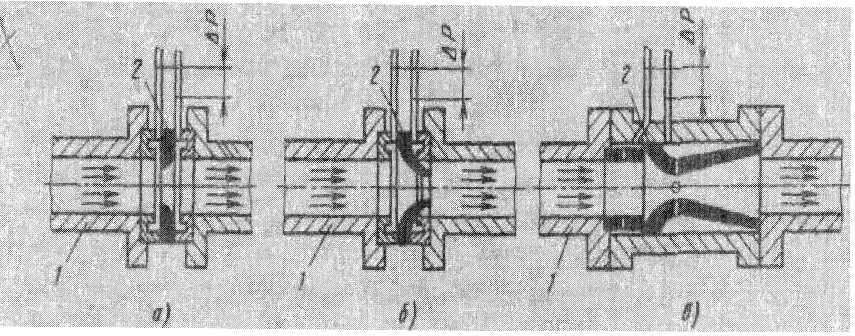 ΔP ΔP ΔP
2 2 2
1 1 1
а) б) в)